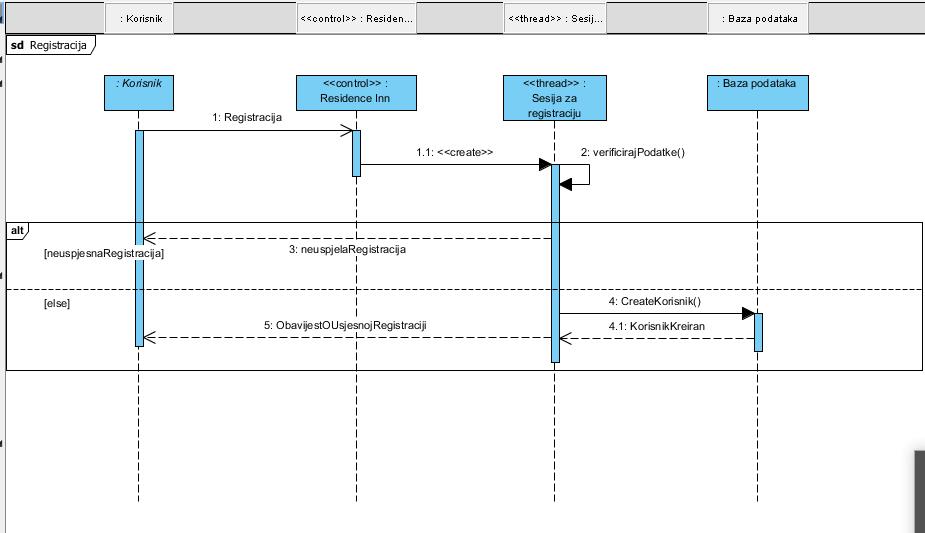 : Korisnik
<<control>> : Residen...
<<thread>> : Sesij...
: Baza podataka
sd Registracija
: Korisnik
<<control>> :
Residence Inn
<<thread>> :
Sesija za
registraciju
: Baza podataka
1: Registracija
1.1: <<create>>
2: verificirajPodatke()
alt
[neuspjesnaRegistracija]
3: neuspjelaRegistracija
[else]
4: CreateKorisnik()
4.1: KorisnikKreiran
5: ObavijestOUsjesnojRegistraciji